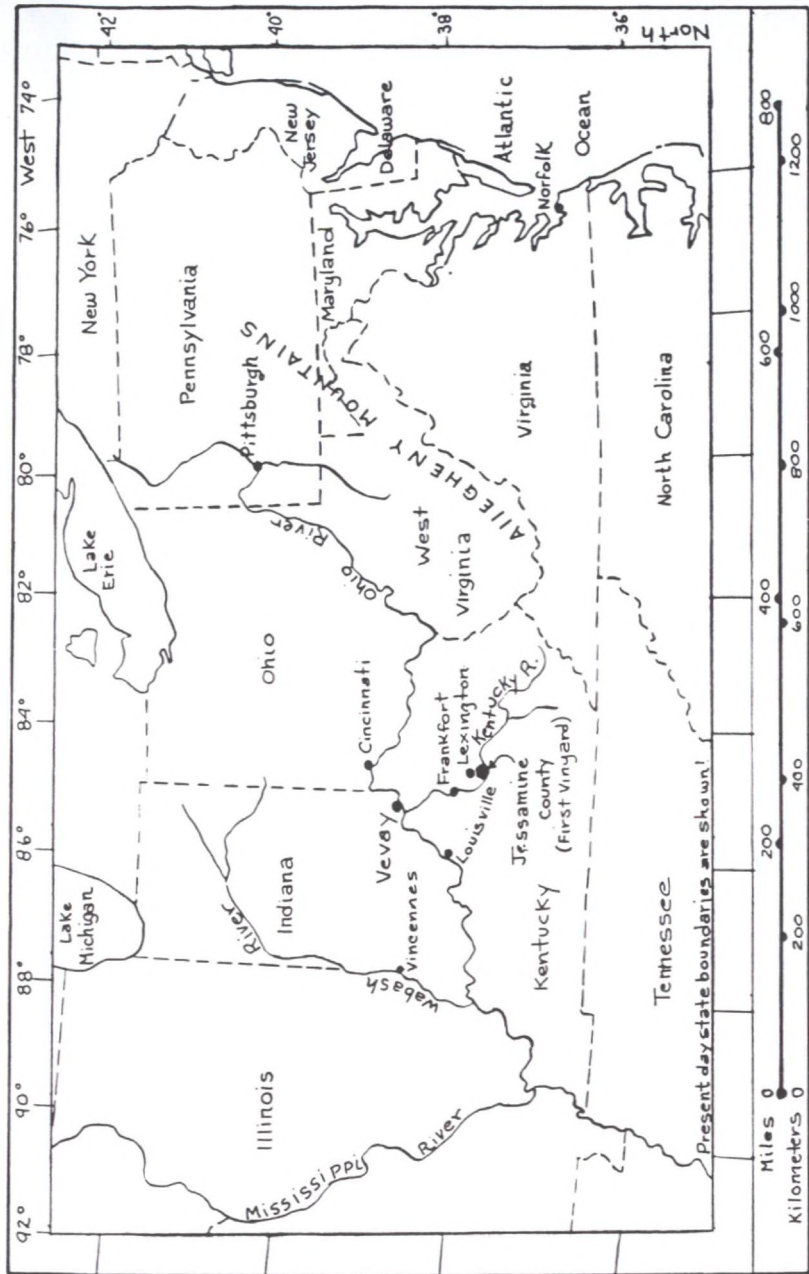 92°
90°
88°
86°
84°
82°
80°
78°
76°
West
74°
42°
40°
38°
36°
North
Lake
Michigan
Lake
Erie
New York
Illinois
Mississippi
River
Indiana
River
Wabash
Vincennes
Ohio
Cincinnati
Vevay
Ohio
River
Pittsburgh
Pennsylvania
New
Jersey
Maryland
Delaware
ALLEGHENY MOUNTAINS
West
Virginia
Virginia
Norfolk
Atlantic
Ocean
Frankfort
Lexington
Kentucky R.
Louisville
Jessamine
County
(First Vinyard)
Kentucky
Tennessee
North Carolina
Present day state boundaries are shown!
Miles
0
200
400
600
800
Kilometers
0
200
400
600
800
1000
1200